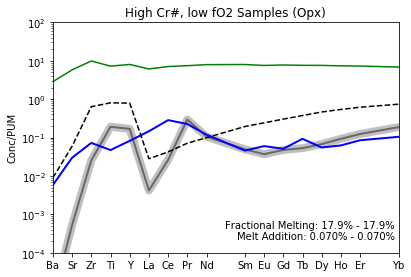 High Cr#, low fO2 Samples (Opx)
Conc/PUM
10²
10¹
10⁰
10⁻¹
10⁻²
10⁻³
10⁻⁴
Fractional Melting: 17.9% - 17.9%
Melt Addition: 0.070% - 0.070%
Ba Sr Zr Ti Y La Ce Pr Nd Sm Eu Gd Tb Dy Ho Er Yb